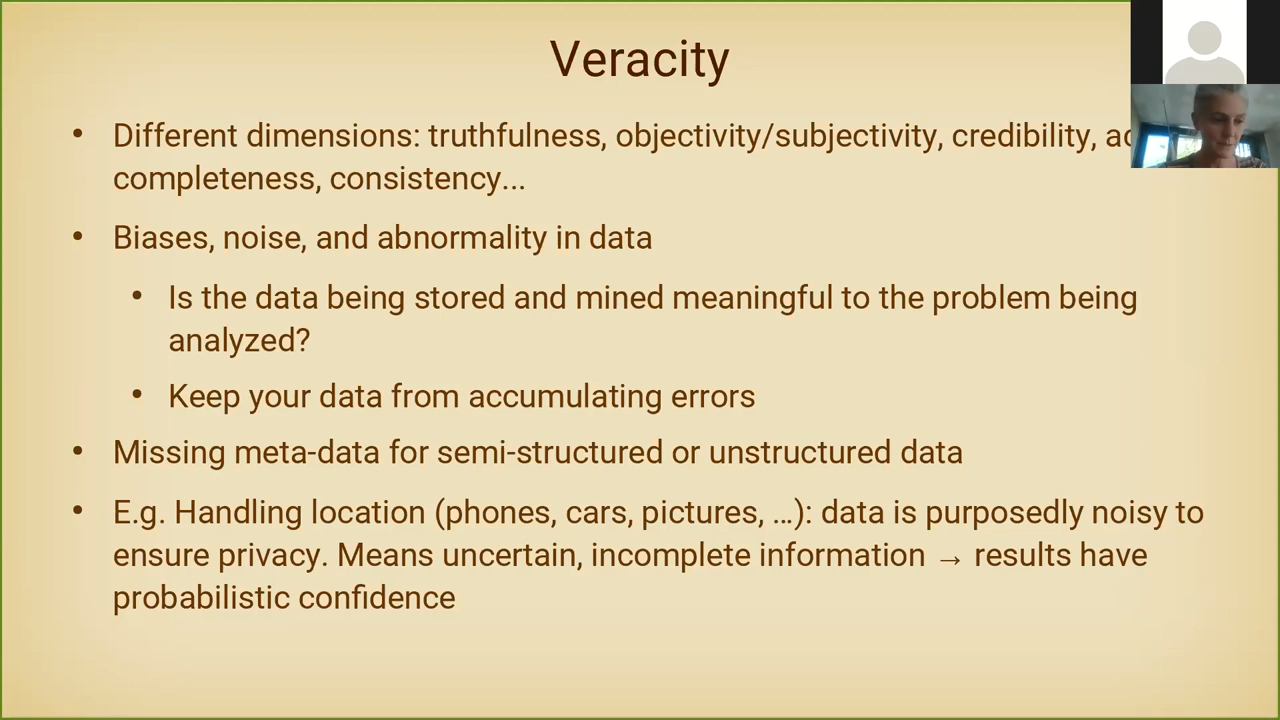 Veracity
• Different dimensions: truthfulness, objectivity/subjectivity, credibility,
completeness, consistency...
• Biases, noise, and abnormality in data
• Is the data being stored and mined meaningful to the problem being
analyzed?
• Keep your data from accumulating errors
• Missing meta-data for semi-structured or unstructured data
• E.g. Handling location (phones, cars, pictures, ...): data is purposedly noisy to
ensure privacy. Means uncertain, incomplete information → results have
probabilistic confidence